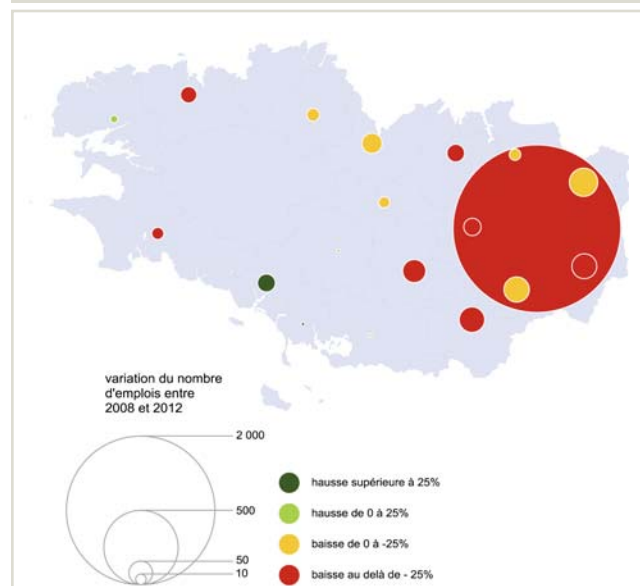 variation du nombre
d'emplois entre
2008 et 2012
2 000
500
50
10
hausse supérieure à 25%
hausse de 0 à 25%
baisse de 0 à -25%
baisse au delà de - 25%